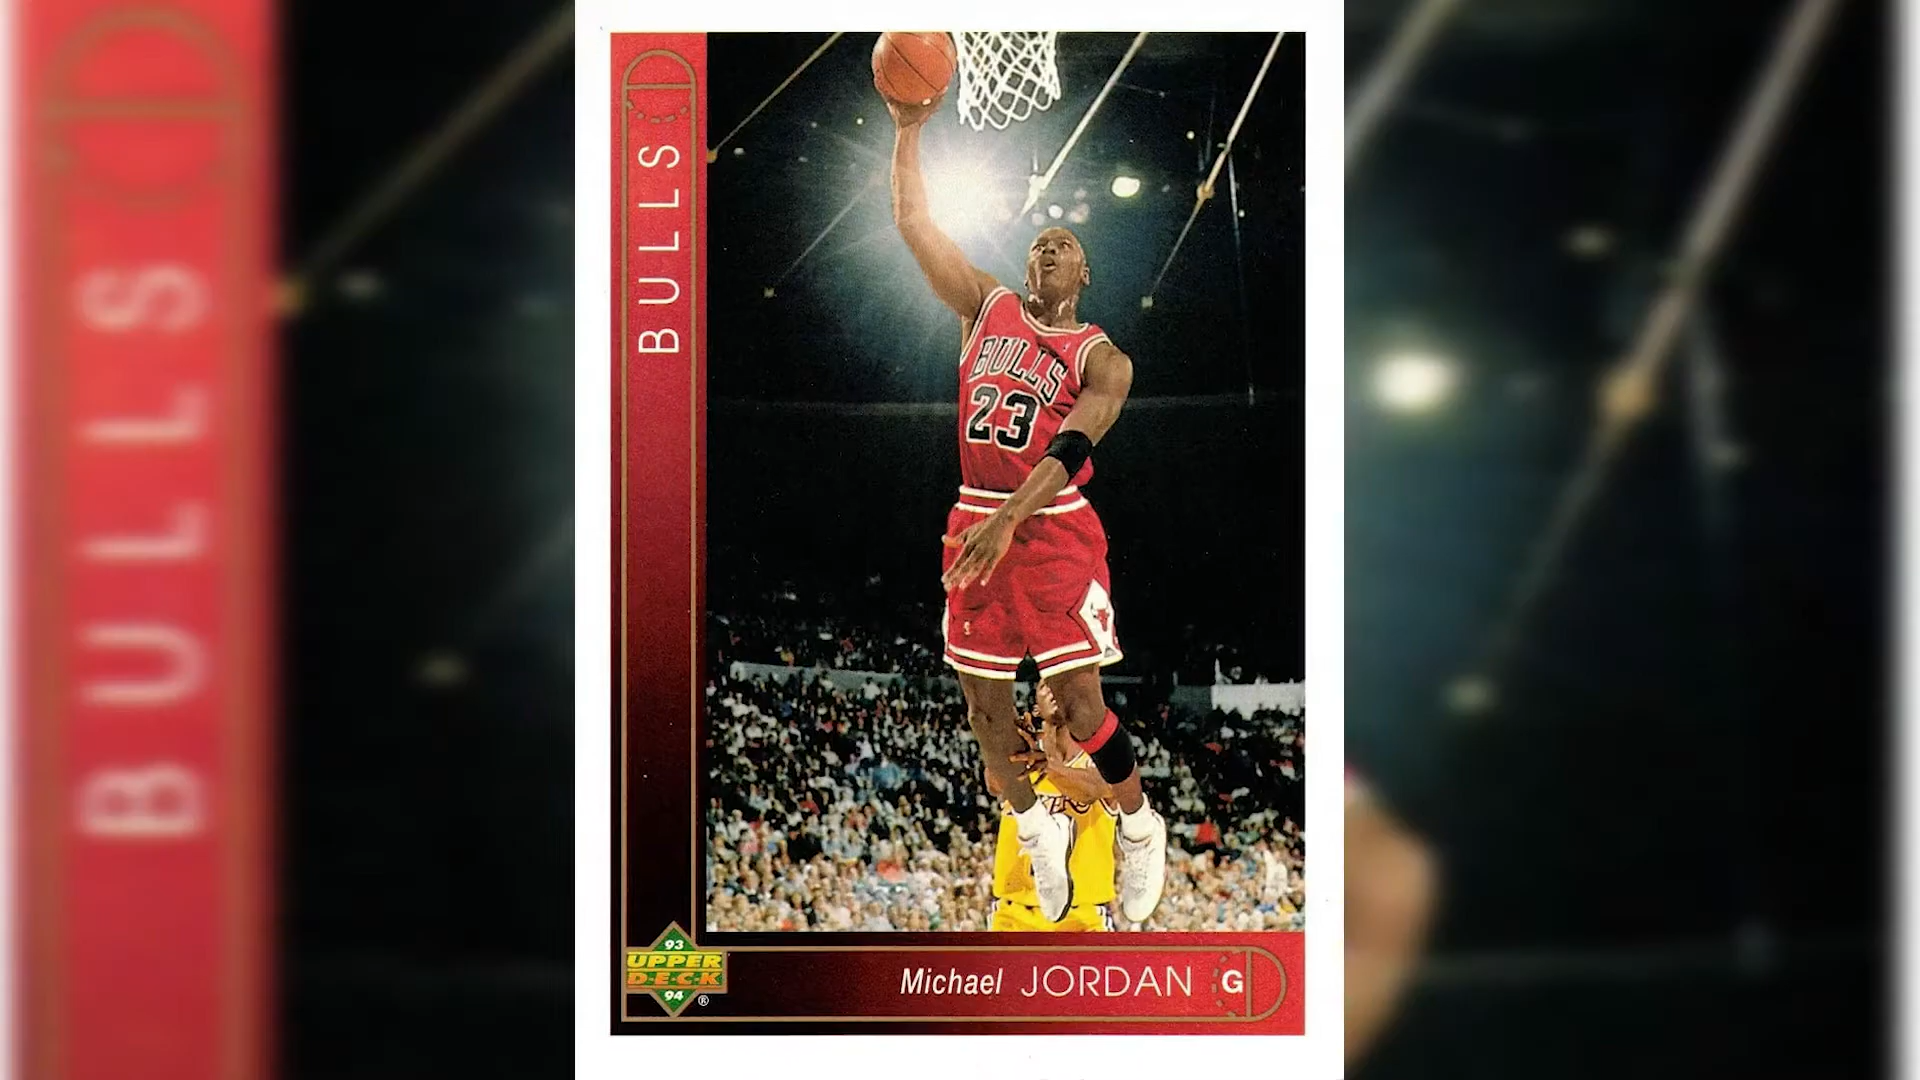 BULLS
BULLS
BULLS
23
93
UPPER
DECK
94
®
Michael JORDAN G